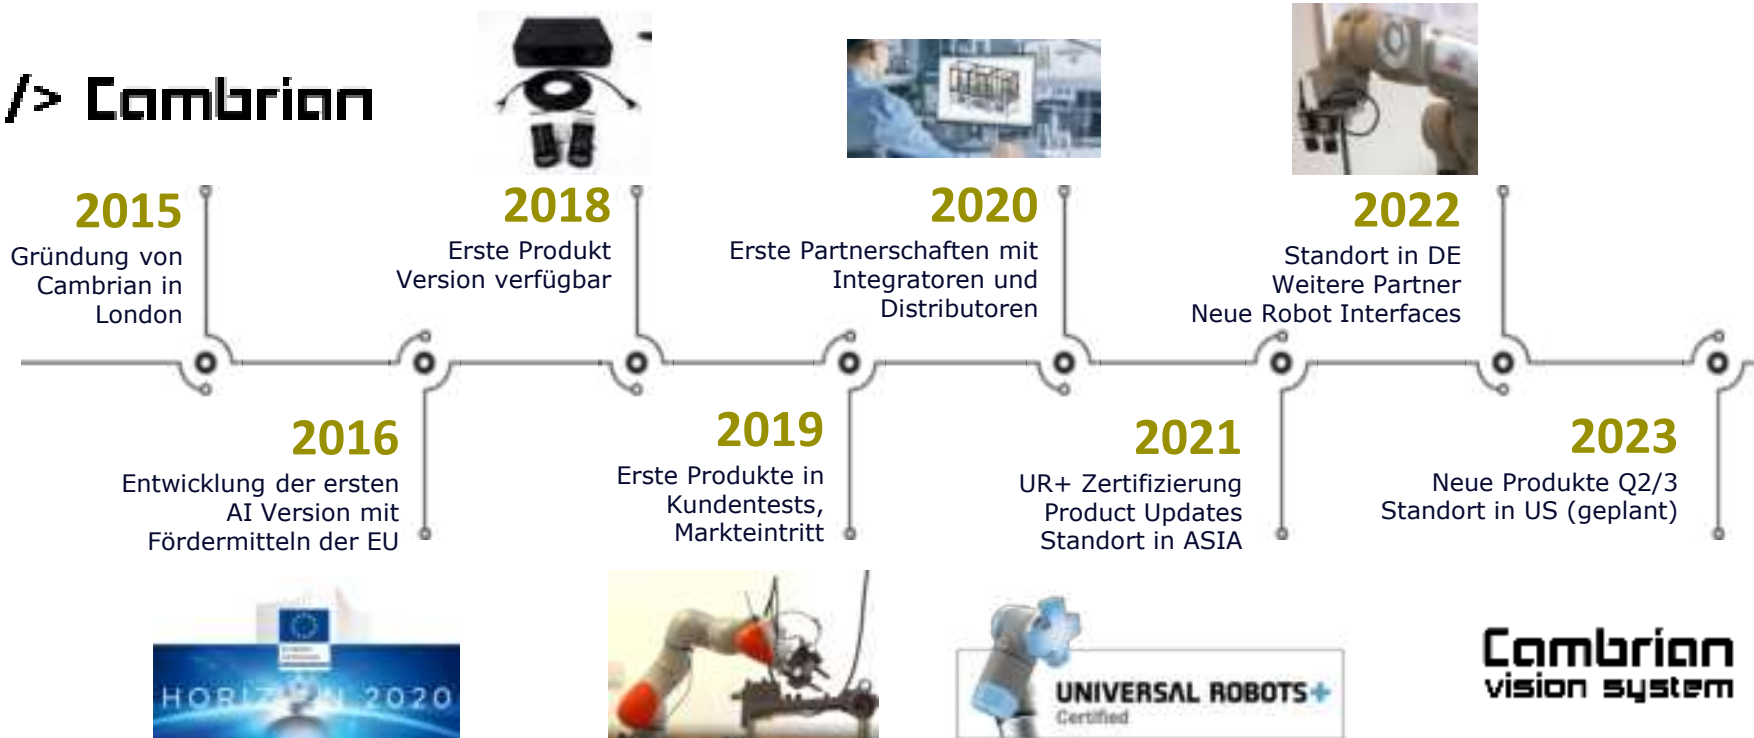 /> Cambrian
2015
Gründung von
Cambrian in
London
2016
Entwicklung der ersten
AI Version mit
Fördermitteln der EU
HORIZON 2020
2018
Erste Produkt
Version verfügbar
2019
Erste Produkte in
Kundentests,
Markteintritt
2020
Erste Partnerschaften mit
Integratoren und
Distributoren
2021
UR+ Zertifizierung
Product Updates
Standort in ASIA
UNIVERSAL ROBOTS+
Certified
2022
Standort in DE
Weitere Partner
Neue Robot Interfaces
2023
Neue Produkte Q2/3
Standort in US (geplant)
Cambrian
vision system